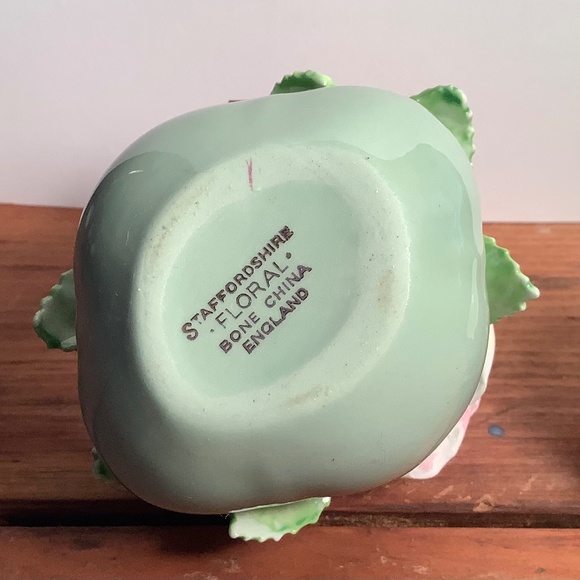 STAFFORDSHIRE
·FLORAL·
BONE CHINA
ENGLAND